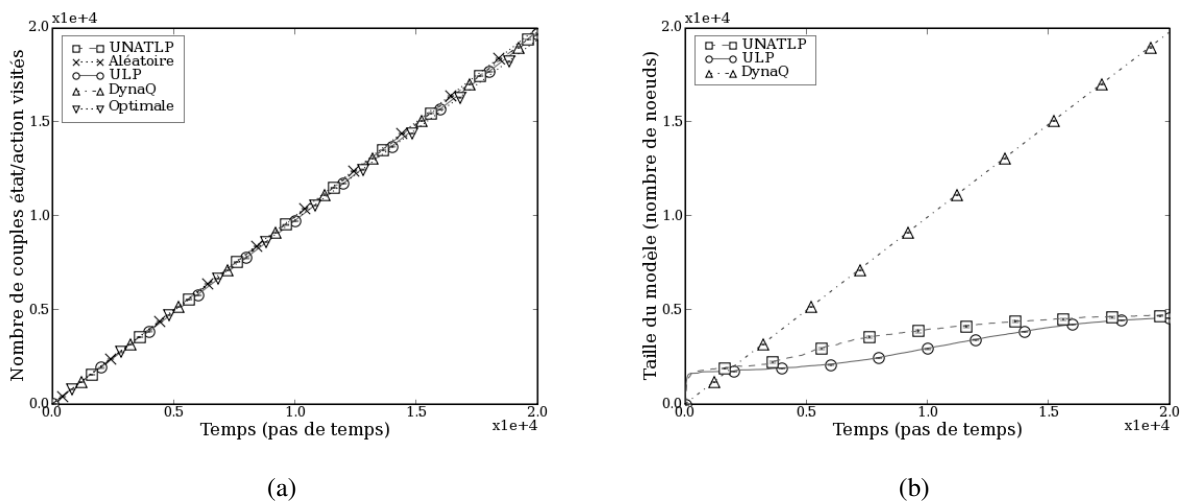 x1e+4
2.0
1.5
1.0
0.5
0.0
Nombre de couples état/action visités
UNATLP
Aléatoire
ULP
DynaQ
Optimale
0.0
0.5
1.0
1.5
2.0
x1e+4
Temps (pas de temps)
(a)
x1e+4
2.0
1.5
1.0
0.5
0.0
Taille du modèle (nombre de noeuds)
UNATLP
ULP
DynaQ
0.0
0.5
1.0
1.5
2.0
x1e+4
Temps (pas de temps)
(b)